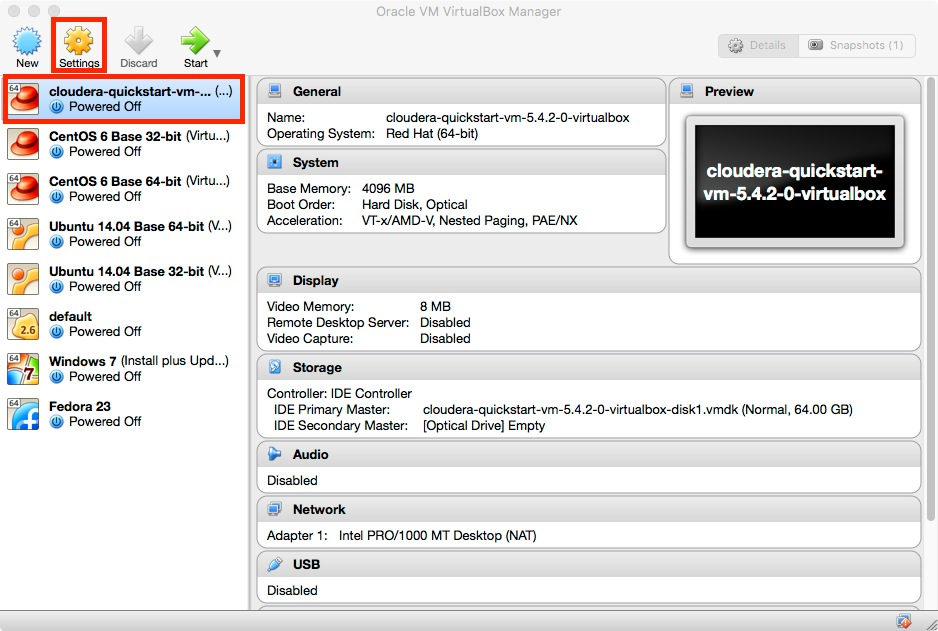 Oracle VM VirtualBox Manager
New
Settings
Discard
Start
Details
Snapshots (1)
64
cloudera-quickstart-vm-... (...)
Powered Off
CentOS 6 Base 32-bit (Virtu...)
Powered Off
64
CentOS 6 Base 64-bit (Virtu...)
Powered Off
64
Ubuntu 14.04 Base 64-bit (V...)
Powered Off
Ubuntu 14.04 Base 32-bit (V...)
Powered Off
64
2.6
default
Powered Off
64
7
Windows 7 (Install plus Upd...)
Powered Off
64
Fedora 23
Powered Off
General
Name: cloudera-quickstart-vm-5.4.2-0-virtualbox
Operating System: Red Hat (64-bit)
System
Base Memory: 4096 MB
Boot Order: Hard Disk, Optical
Acceleration: VT-x/AMD-V, Nested Paging, PAE/NX
Preview
cloudera-quickstart-
vm-5.4.2-0-virtualbox
Display
Video Memory: 8 MB
Remote Desktop Server: Disabled
Video Capture: Disabled
Storage
Controller: IDE Controller
IDE Primary Master: cloudera-quickstart-vm-5.4.2-0-virtualbox-disk1.vmdk (Normal, 64.00 GB)
IDE Secondary Master: [Optical Drive] Empty
Audio
Disabled
Network
Adapter 1: Intel PRO/1000 MT Desktop (NAT)
USB
Disabled